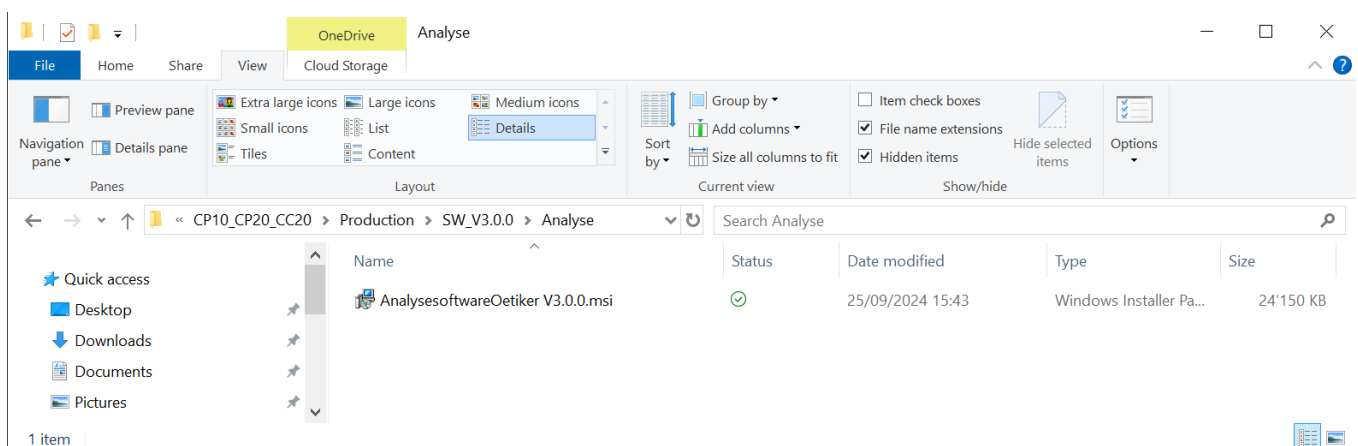 OneDrive Analyse
File Home Share View Cloud Storage
Navigation pane
Preview pane
Details pane
Panes
Extra large icons Large icons Medium icons
Small icons List Details
Tiles Content
Layout
Sort by
Group by
Add columns
Size all columns to fit
Current view
Item check boxes
File name extensions
Hidden items
Hide selected items
Show/hide
Options
« CP10_CP20_CC20 > Production > SW_V3.0.0 > Analyse
Search Analyse
Quick access
Desktop
Downloads
Documents
Pictures
Name Status Date modified Type Size
AnalysesoftwareOetiker V3.0.0.msi 25/09/2024 15:43 Windows Installer Pa... 24'150 KB
1 item